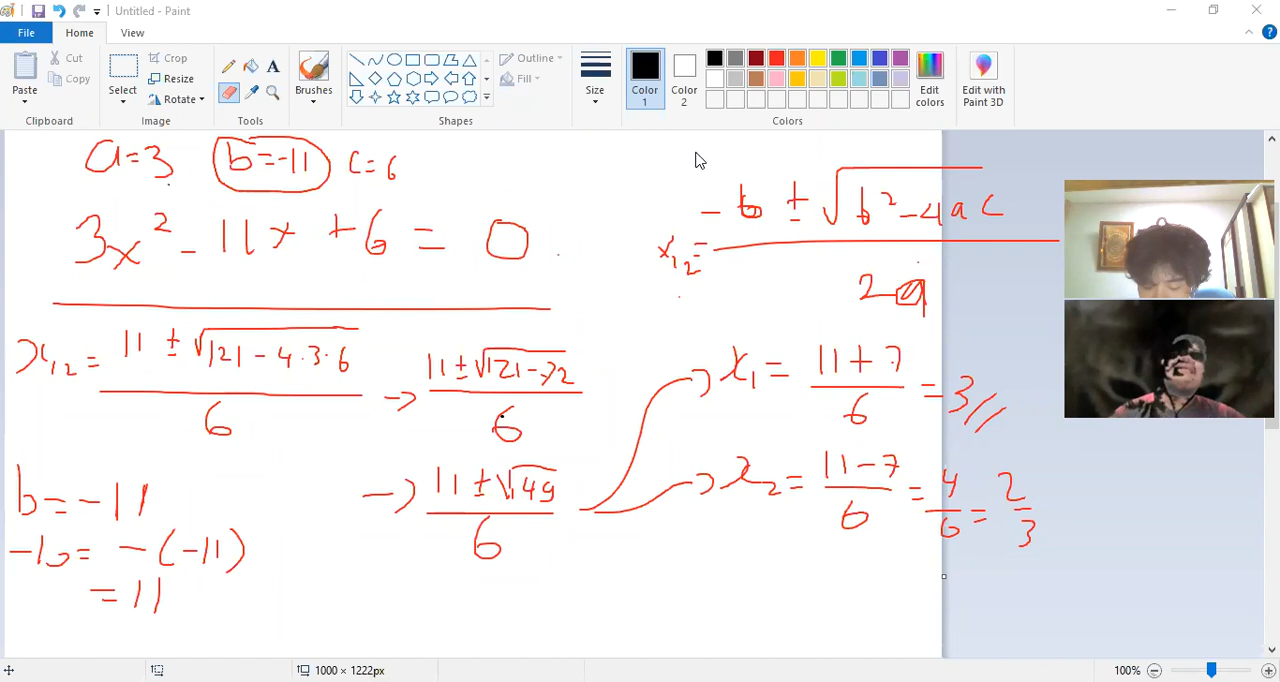 Untitled - Paint
File Home View
Paste Cut Copy
Clipboard
Select Crop Resize Rotate
Image
A
Tools
Brushes
Outline Fill
Shapes
Size
Color 1 Color 2
Edit colors
Colors
Edit with Paint 3D
a=3 b=-11 c=6
3x² - 11x + 6 = 0
x₁₂ = (-b ± √(b² - 4ac)) / 2a
x₁₂ = (11 ± √(121 - 4·3·6)) / 6 → (11 ± √(121 - 72)) / 6
→ (11 ± √49) / 6
→ x₁ = (11 + 7) / 6 = 3//
→ x₂ = (11 - 7) / 6 = 4/6 = 2/3
b = -11
-b = -(-11)
= 11
1000 × 1222px
100%